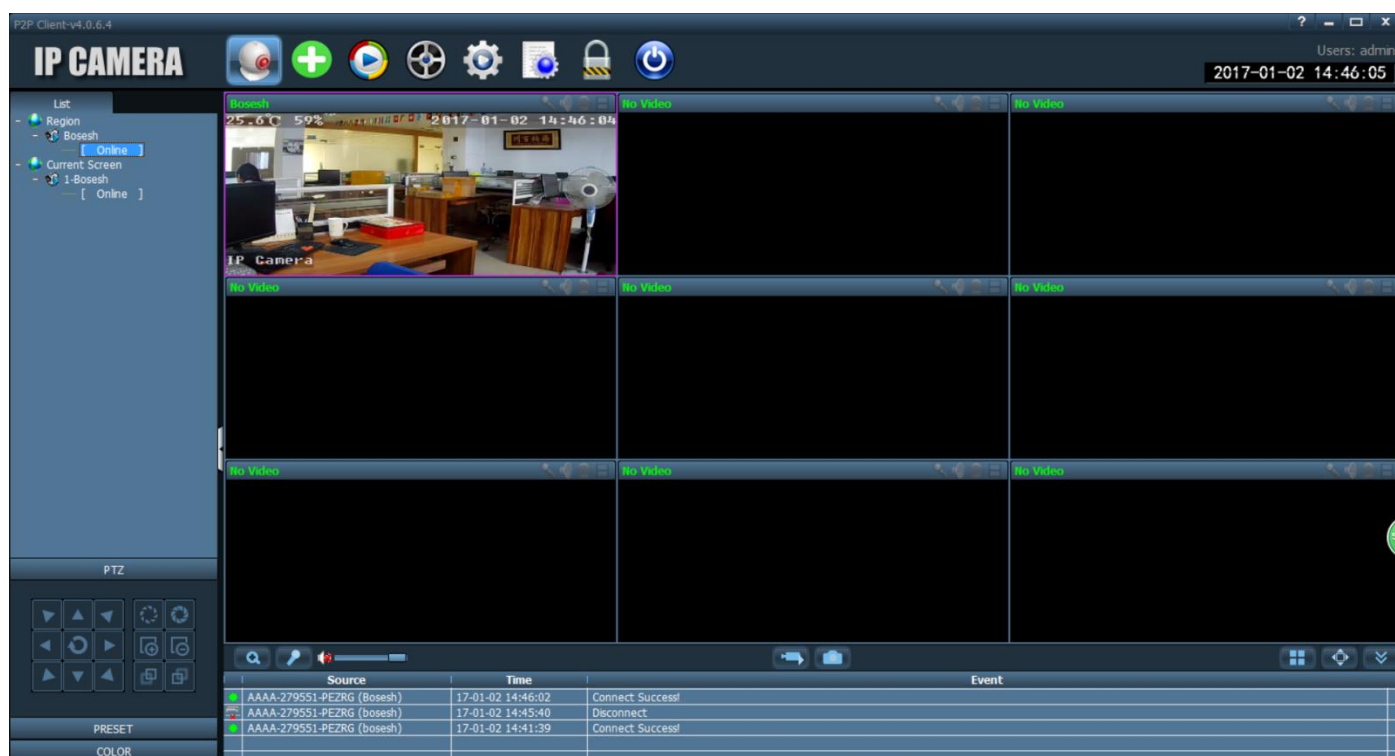 P2P Client-v4.0.6.4
?
IP CAMERA
Users: admin
2017-01-02 14:46:05
List
Region
Bosesh
[ Online ]
Current Screen
1-Bosesh
[ Online ]
Bosesh
No Video
No Video
25.6℃ 59% 2017-01-02 14:46:04
IP Camera
No Video
No Video
No Video
No Video
No Video
No Video
PTZ
PRESET
COLOR
Source Time Event
AAAA-279551-PEZRG (Bosesh) 17-01-02 14:46:02 Connect Success!
AAAA-279551-PEZRG (bosesh) 17-01-02 14:45:40 Disconnect
AAAA-279551-PEZRG (bosesh) 17-01-02 14:41:39 Connect Success!